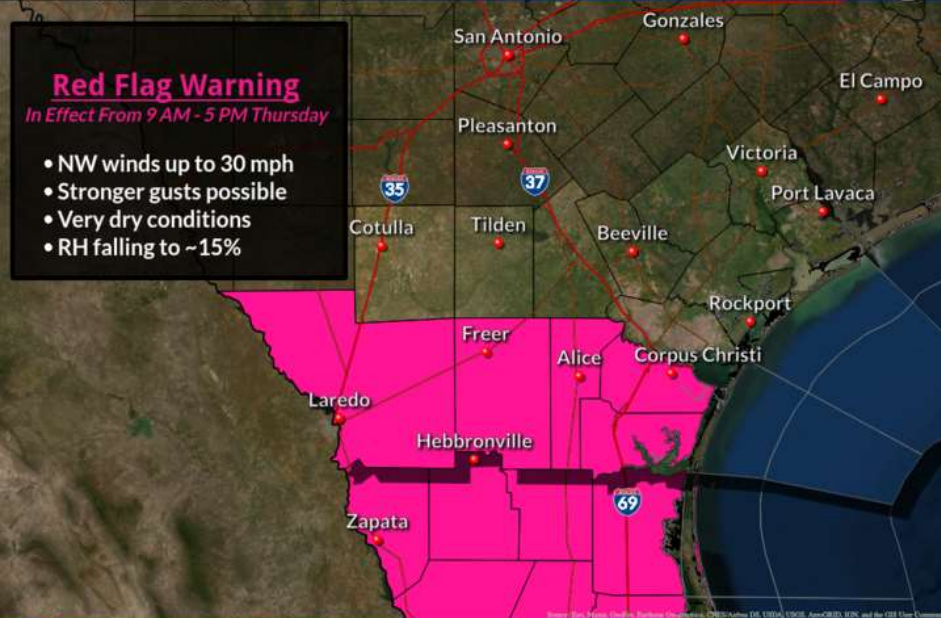 Red Flag Warning
In Effect From 9 AM - 5 PM Thursday
• NW winds up to 30 mph
• Stronger gusts possible
• Very dry conditions
• RH falling to ~15%
San Antonio
Gonzales
El Campo
Pleasanton
Victoria
Port Lavaca
35
37
Cotulla
Tilden
Beeville
Rockport
Freer
Alice
Corpus Christi
Laredo
Hebbronville
69
Zapata